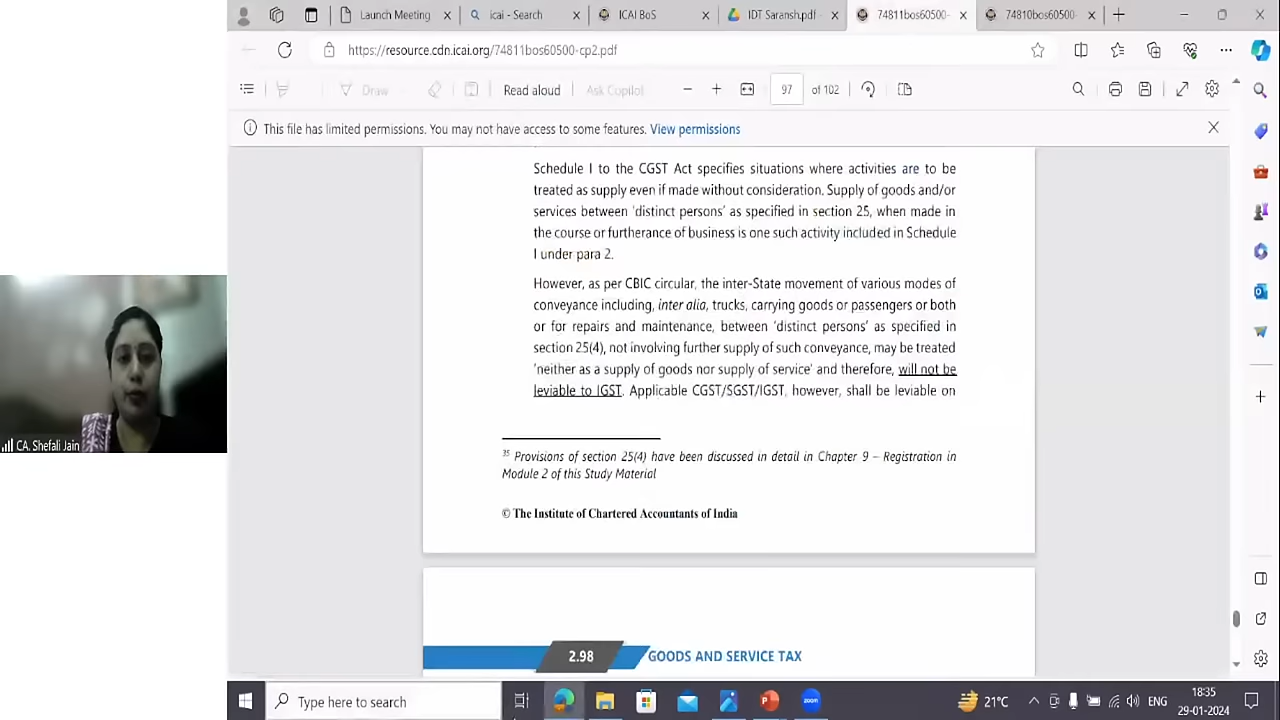 Launch Meeting
icai - Search
ICAI BoS
IDT Saransh.pdf
74811bos60500-
74810bos60500-
https://resource.cdn.icai.org/74811bos60500-cp2.pdf
Draw
Read aloud
Ask Copilot
97
of 102
This file has limited permissions. You may not have access to some features. View permissions
Schedule I to the CGST Act specifies situations where activities are to be
treated as supply even if made without consideration. Supply of goods and/or
services between ‘distinct persons’ as specified in section 25, when made in
the course or furtherance of business is one such activity included in Schedule
I under para 2.
However, as per CBIC circular, the inter-State movement of various modes of
conveyance including, inter alia, trucks, carrying goods or passengers or both
or for repairs and maintenance, between ‘distinct persons’ as specified in
section 25(4), not involving further supply of such conveyance, may be treated
‘neither as a supply of goods nor supply of service’ and therefore, will not be
leviable to IGST. Applicable CGST/SGST/IGST, however, shall be leviable on
35 Provisions of section 25(4) have been discussed in detail in Chapter 9 – Registration in
Module 2 of this Study Material
© The Institute of Chartered Accountants of India
2.98
GOODS AND SERVICE TAX
CA. Shefali Jain
Type here to search
zoom
21°C
ENG
18:35
29-01-2024